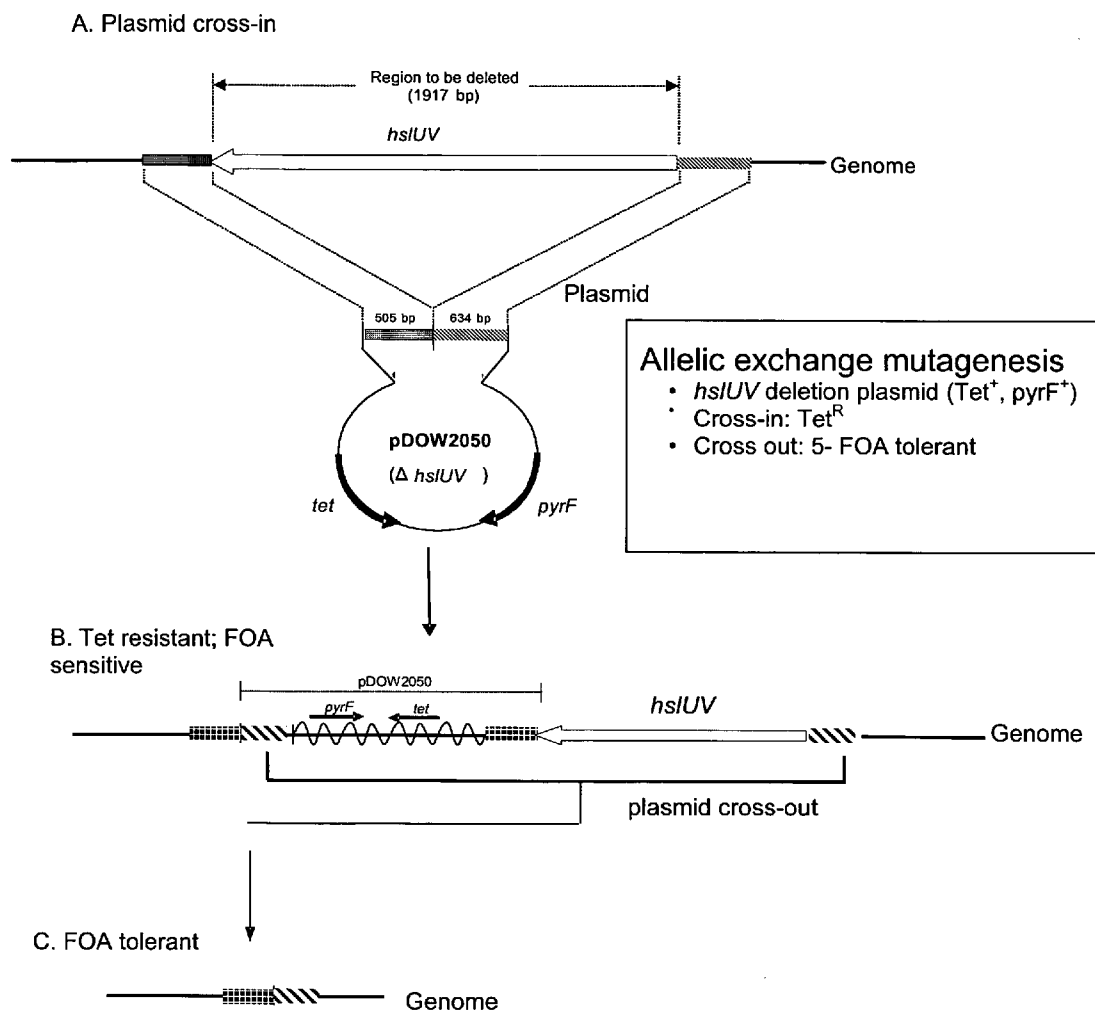 A. Plasmid cross-in
Region to be deleted
(1917 bp)
hslUV
Genome
Plasmid
505 bp
634 bp
Allelic exchange mutagenesis
• hslUV deletion plasmid (Tet+, pyrF+)
• Cross-in: TetR
• Cross out: 5- FOA tolerant
pDOW2050
(Δ hslUV )
tet
pyrF
B. Tet resistant; FOA
sensitive
pDOW2050
pyrF
tet
hslUV
Genome
plasmid cross-out
C. FOA tolerant
Genome